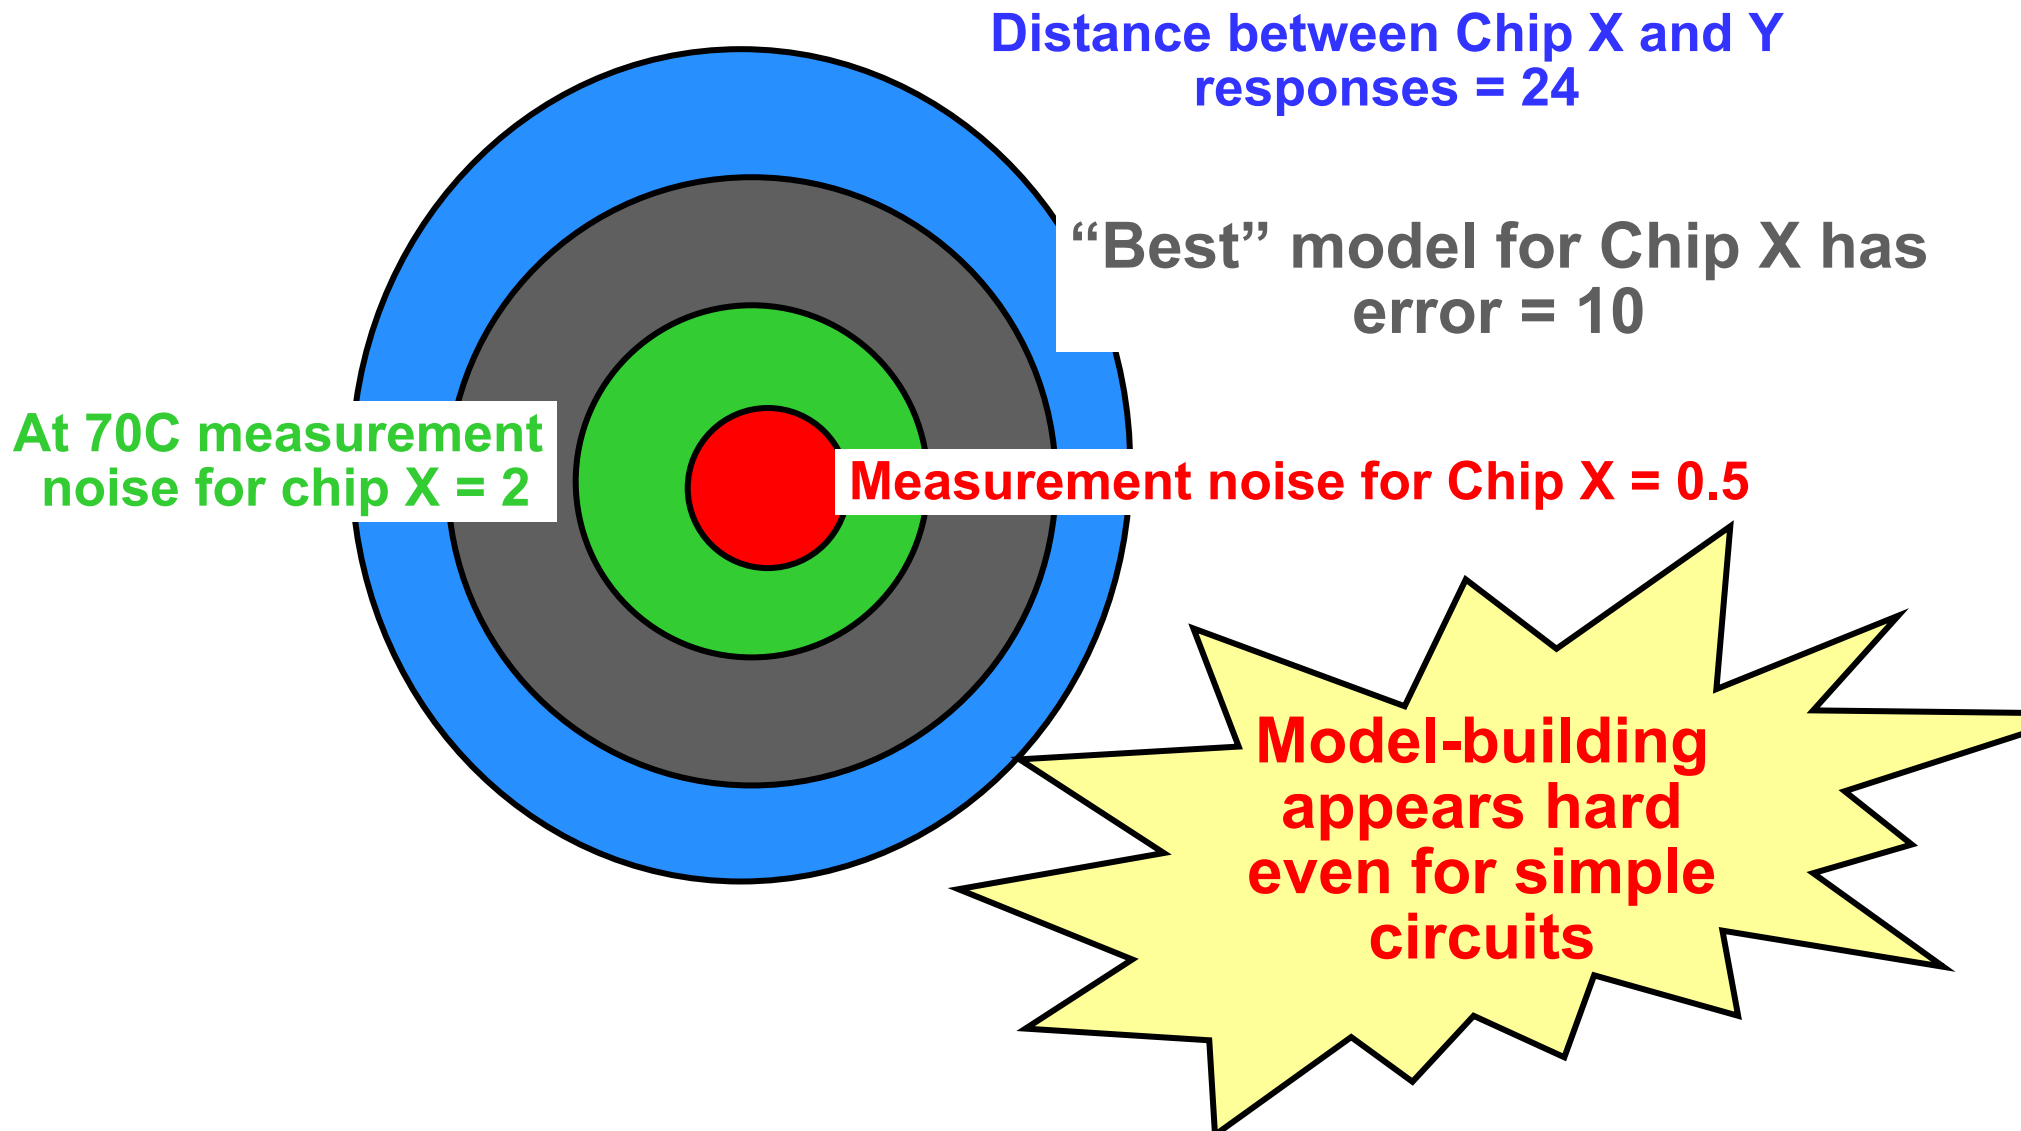 Distance between Chip X and Y
responses = 24
“Best” model for Chip X has
error = 10
At 70C measurement
noise for chip X = 2
Measurement noise for Chip X = 0.5
Model-building
appears hard
even for simple
circuits